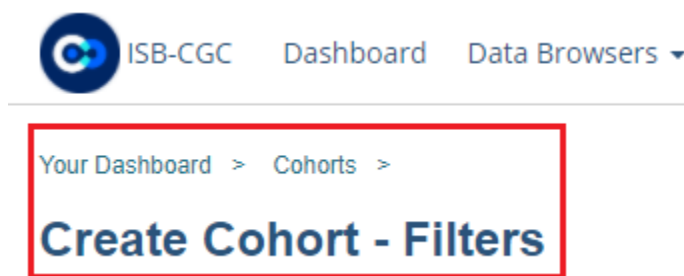 ISB-CGC Dashboard Data Browsers
Your Dashboard > Cohorts >
Create Cohort - Filters